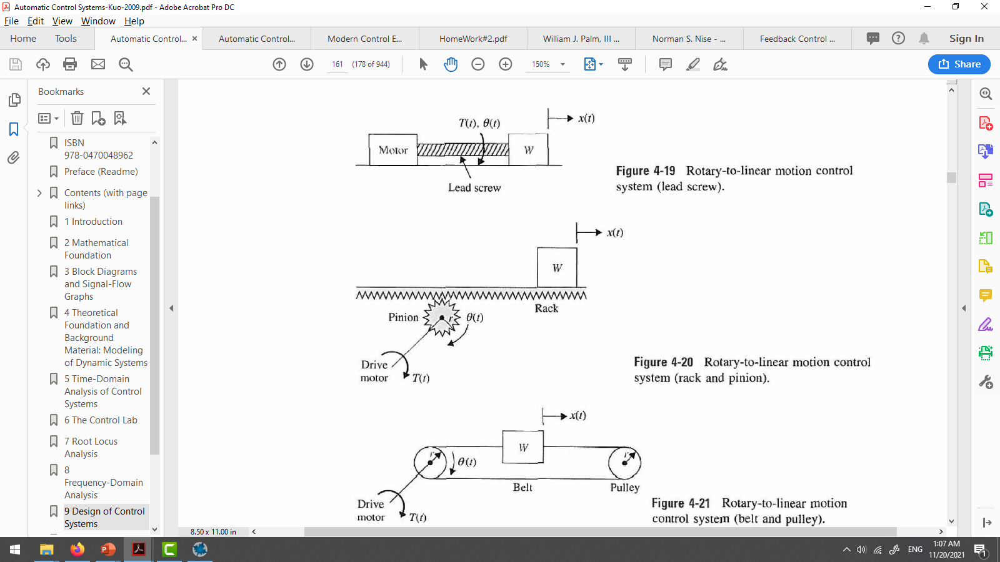 Automatic Control Systems-Kuo-2009.pdf - Adobe Acrobat Pro DC
File Edit View Window Help
Home Tools Automatic Control... × Automatic Control... Modern Control E... HomeWork#2.pdf William J. Palm, III ... Norman S. Nise - ... Feedback Control ... Sign In
161 (178 of 944) 150% Share
Bookmarks
ISBN
978-0470048962
Preface (Readme)
Contents (with page
links)
1 Introduction
2 Mathematical
Foundation
3 Block Diagrams
and Signal-Flow
Graphs
4 Theoretical
Foundation and
Background
Material: Modeling
of Dynamic Systems
5 Time-Domain
Analysis of Control
Systems
6 The Control Lab
7 Root Locus
Analysis
8
Frequency-Domain
Analysis
9 Design of Control
Systems
T(t), θ(t)
x(t)
Motor
W
Lead screw
Figure 4-19 Rotary-to-linear motion control
system (lead screw).
x(t)
W
Rack
Pinion
r
θ(t)
Drive
motor
T(t)
Figure 4-20 Rotary-to-linear motion control
system (rack and pinion).
x(t)
W
r
θ(t)
r
Belt
Pulley
Drive
motor
T(t)
Figure 4-21 Rotary-to-linear motion
control system (belt and pulley).
8.50 x 11.00 in
ENG
1:07 AM
11/20/2021
1